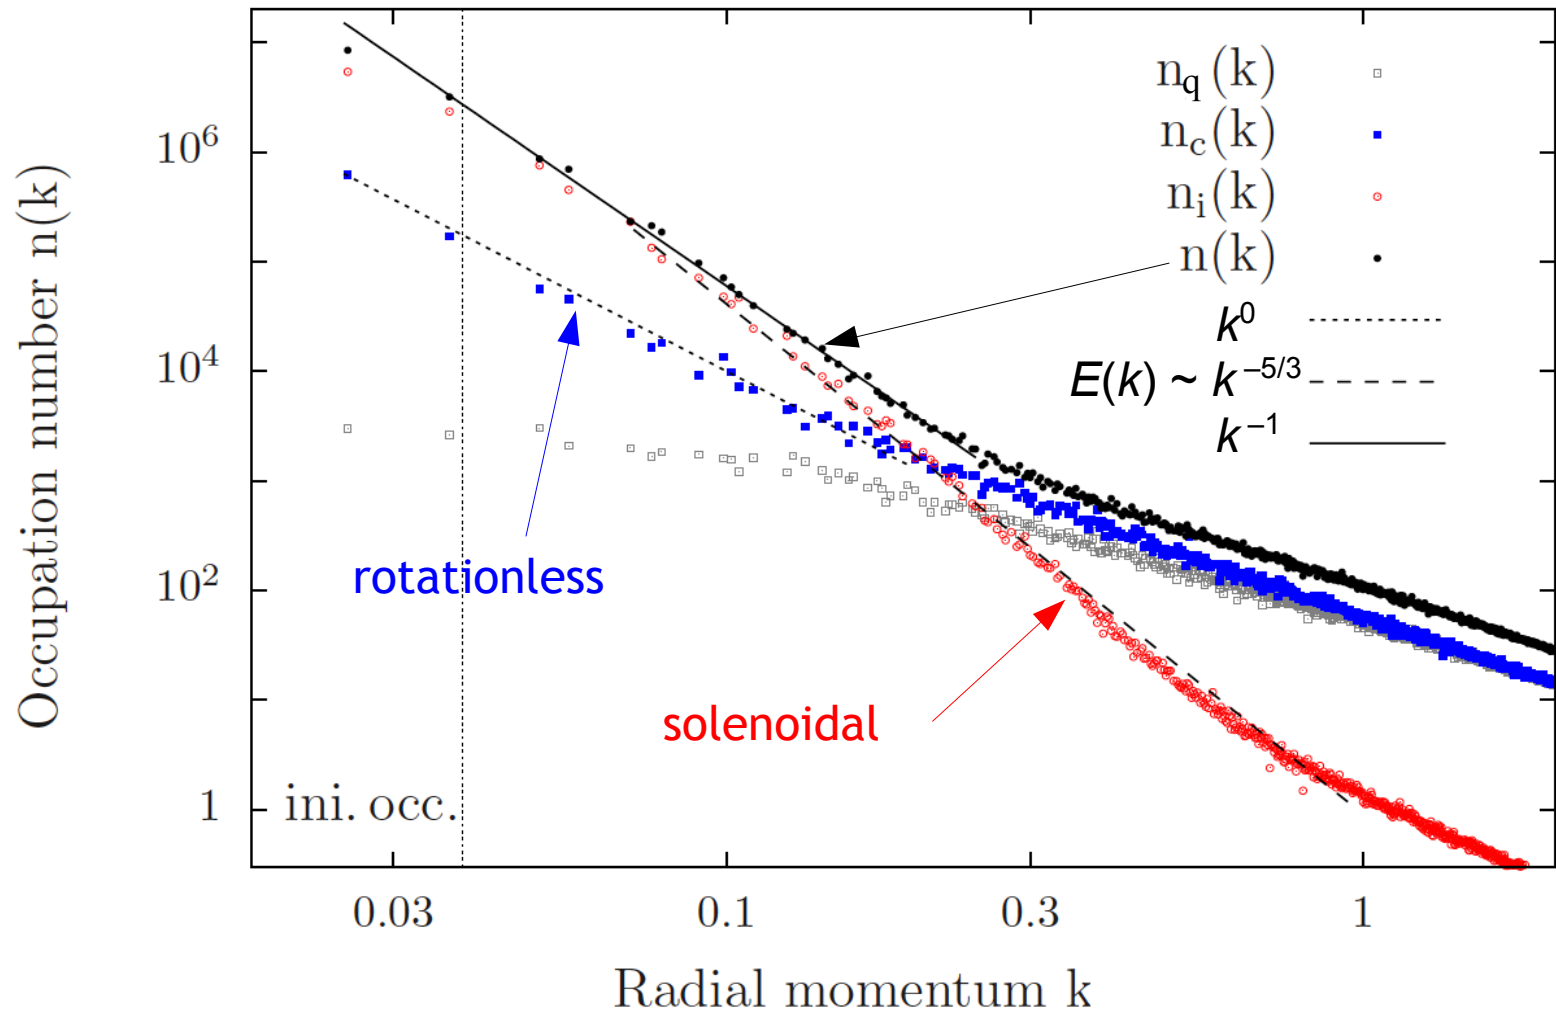 n_q(k)
n_c(k)
n_i(k)
n(k)
k^0
E(k) ~ k^{-5/3}
k^{-1}
10^6
10^4
10^2
1
Occupation number n(k)
rotationless
solenoidal
ini. occ.
0.03 0.1 0.3 1
Radial momentum k